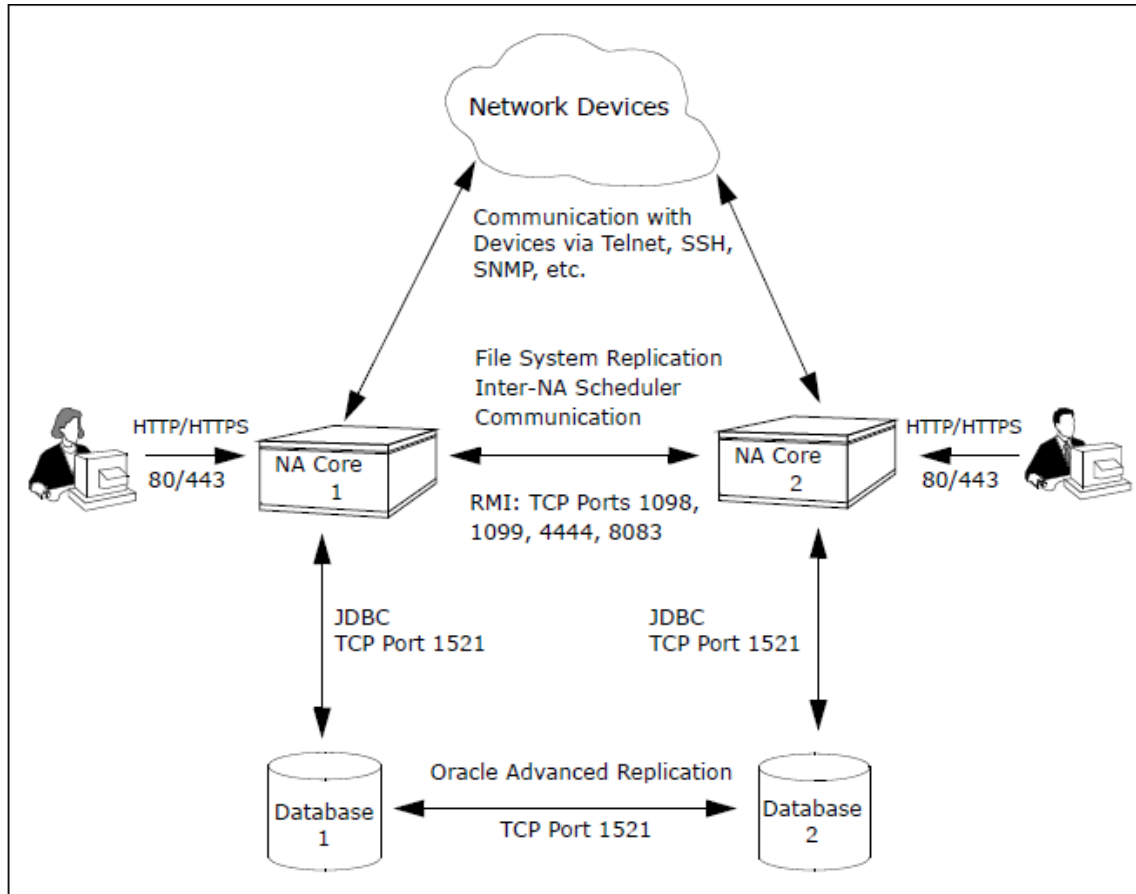 Network Devices
Communication with
Devices via Telnet, SSH,
SNMP, etc.
File System Replication
Inter-NA Scheduler
Communication
HTTP/HTTPS
80/443
NA Core
1
NA Core
2
HTTP/HTTPS
80/443
RMI: TCP Ports 1098,
1099, 4444, 8083
JDBC
TCP Port 1521
JDBC
TCP Port 1521
Oracle Advanced Replication
TCP Port 1521
Database
1
Database
2